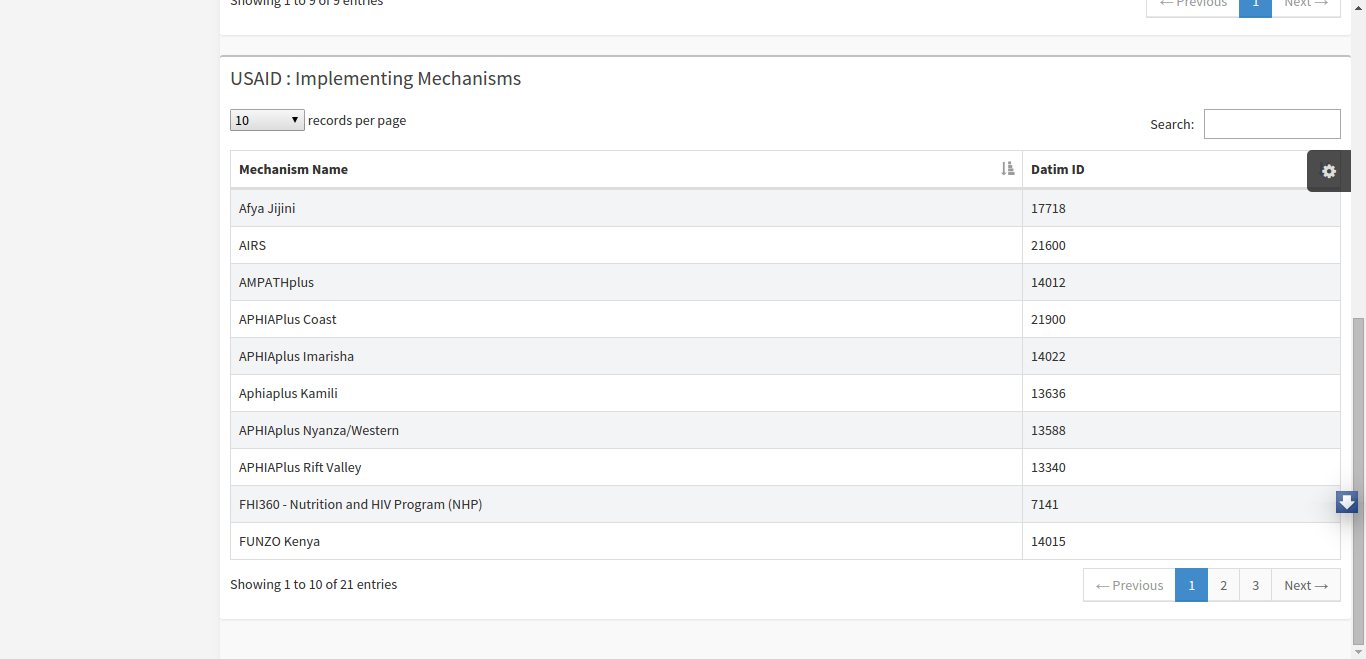 Showing 1 to 9 of 9 entries
← Previous 1 Next →
USAID : Implementing Mechanisms
10 records per page
Search:
Mechanism Name Datim ID
Afya Jijini 17718
AIRS 21600
AMPATHplus 14012
APHIAPlus Coast 21900
APHIAplus Imarisha 14022
Aphiaplus Kamili 13636
APHIAplus Nyanza/Western 13588
APHIAPlus Rift Valley 13340
FHI360 - Nutrition and HIV Program (NHP) 7141
FUNZO Kenya 14015
Showing 1 to 10 of 21 entries
← Previous 1 2 3 Next →